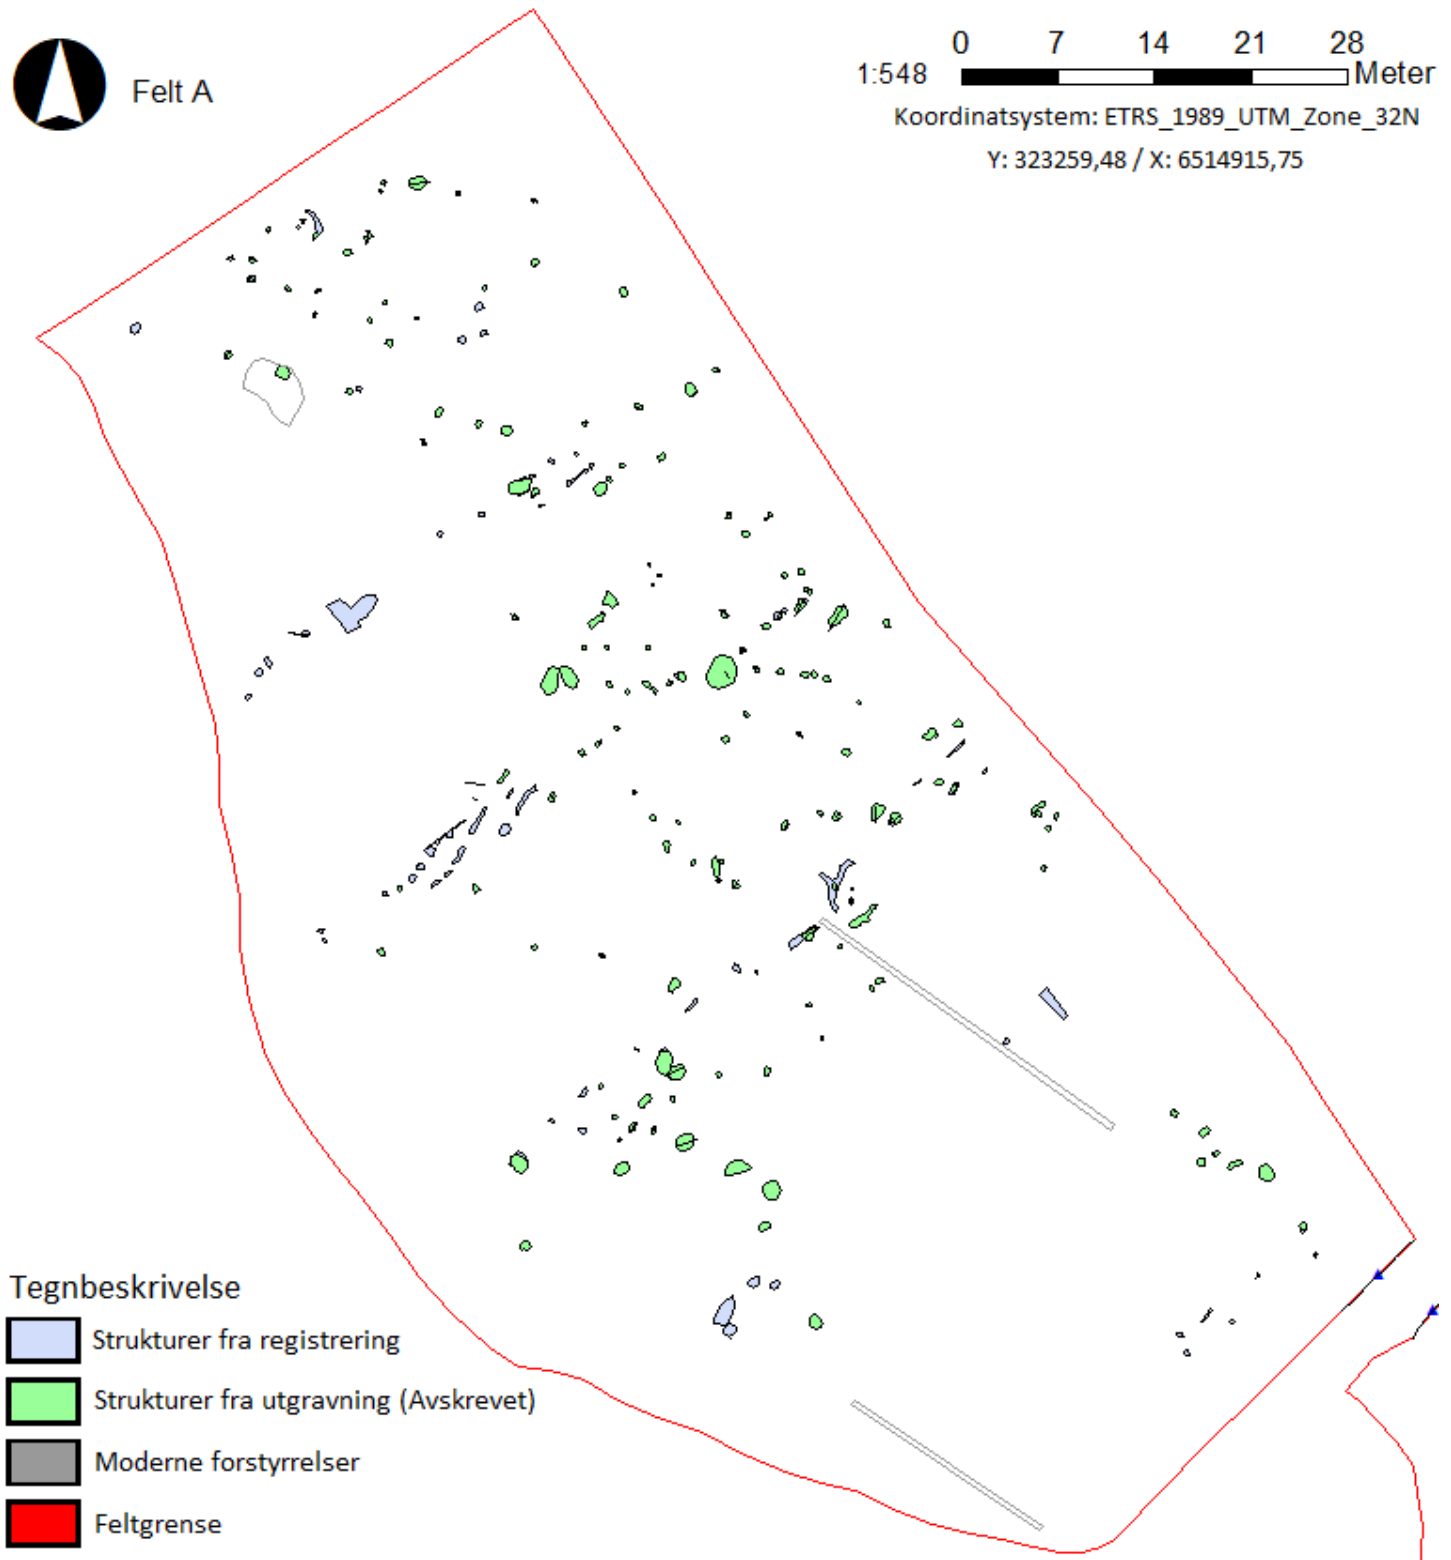 Felt A
0 7 14 21 28
1:548 Meter
Koordinatsystem: ETRS_1989_UTM_Zone_32N
Y: 323259,48 / X: 6514915,75
Tegnbeskrivelse
Strukturer fra registrering
Strukturer fra utgravning (Avskrevet)
Moderne forstyrrelser
Feltgrense